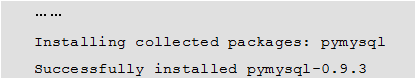 ……
Installing collected packages: pymysql
Successfully installed pymysql-0.9.3